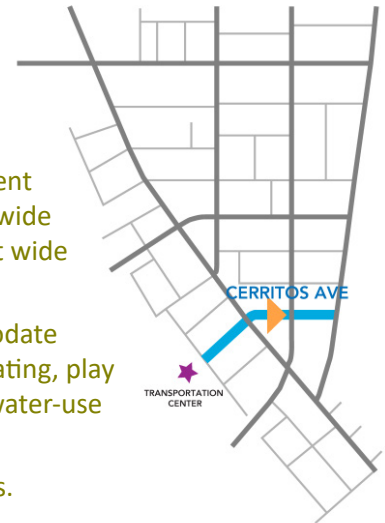 ent
wide
t wide
odate
ating, play
water-use
s.
CERRITOS AVE
TRANSPORTATION
CENTER